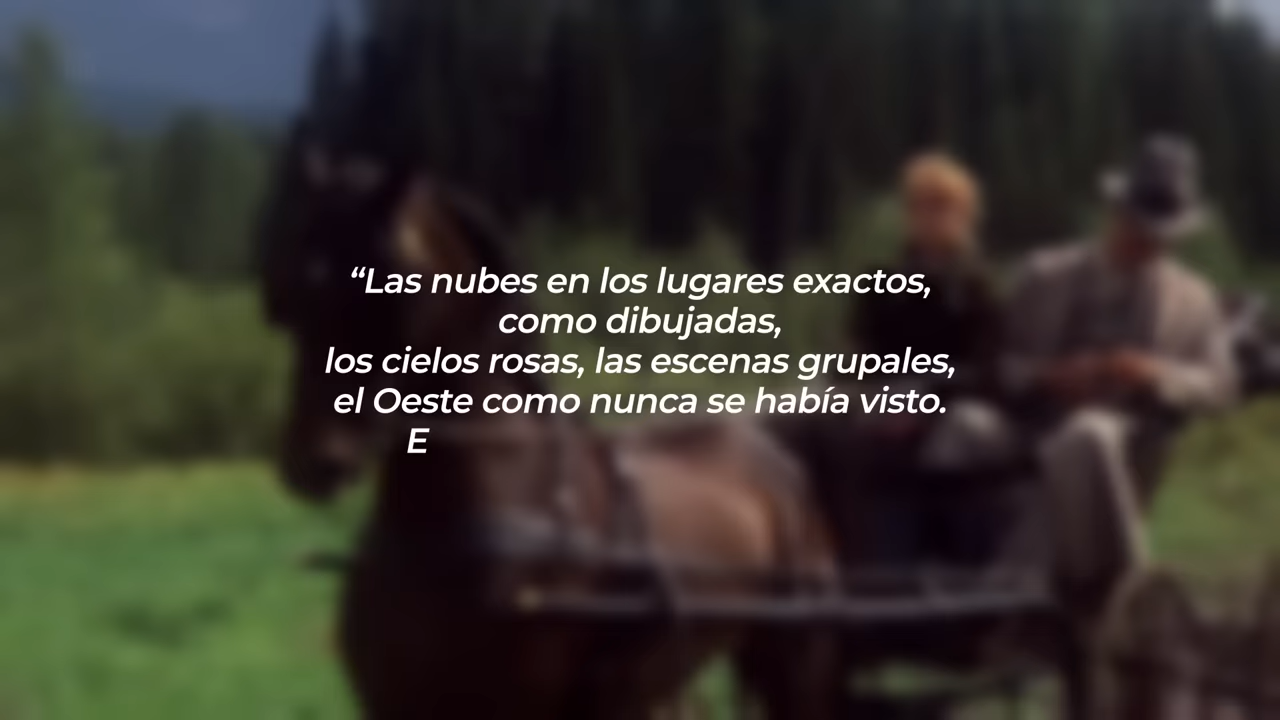 “Las nubes en los lugares exactos,
como dibujadas,
los cielos rosas, las escenas grupales,
el Oeste como nunca se había visto.
E